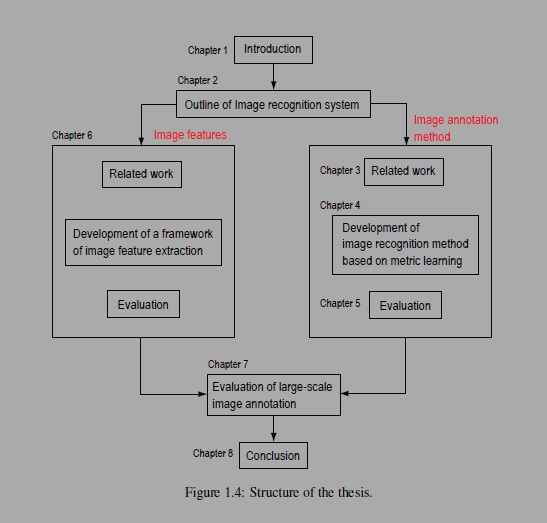 Chapter 1
Introduction
Chapter 2
Outline of Image recognition system
Chapter 6
Image features
Image annotation
method
Related work
Development of a framework
of image feature extraction
Evaluation
Chapter 3
Related work
Chapter 4
Development of
image recognition method
based on metric learning
Chapter 5
Evaluation
Chapter 7
Evaluation of large-scale
image annotation
Chapter 8
Conclusion
Figure 1.4: Structure of the thesis.